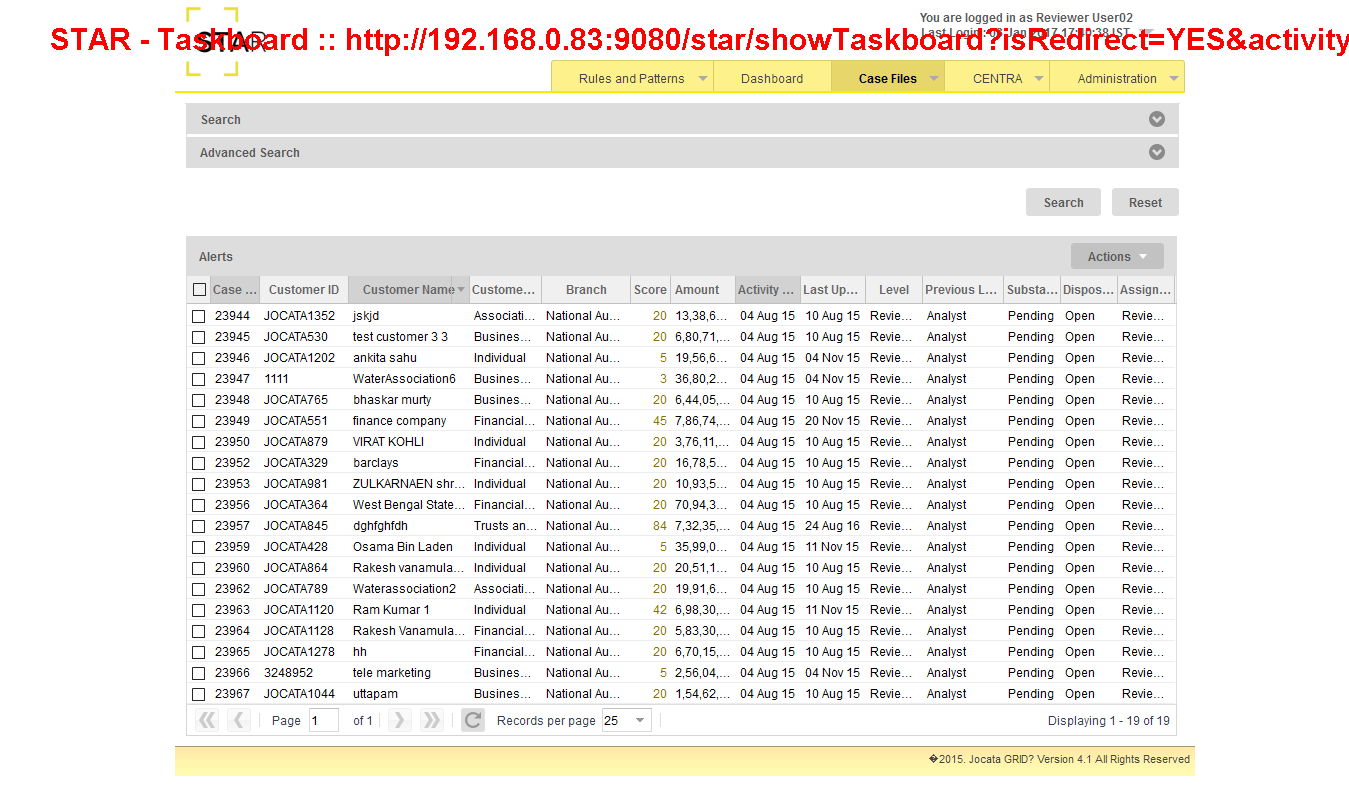 You are logged in as Reviewer User02
STAR - Taskboard :: http://192.168.0.83:9080/star/showTaskboard?isRedirect=YES&activity
STAR
Rules and Patterns Dashboard Case Files CENTRA Administration
Search
Advanced Search
Search Reset
Alerts Actions
Case ... Customer ID Customer Name Custome... Branch Score Amount Activity ... Last Up... Level Previous L... Substa... Dispos... Assign...
23944 JOCATA1352 jskjd Associati... National Au... 20 13,38,6... 04 Aug 15 10 Aug 15 Revie... Analyst Pending Open Revie...
23945 JOCATA530 test customer 3 3 Busines... National Au... 20 6,80,71,... 04 Aug 15 10 Aug 15 Revie... Analyst Pending Open Revie...
23946 JOCATA1202 ankita sahu Individual National Au... 5 19,56,6... 04 Aug 15 04 Nov 15 Revie... Analyst Pending Open Revie...
23947 1111 WaterAssociation6 Busines... National Au... 3 36,80,2... 04 Aug 15 04 Nov 15 Revie... Analyst Pending Open Revie...
23948 JOCATA765 bhaskar murty Busines... National Au... 20 6,44,05,... 04 Aug 15 10 Aug 15 Revie... Analyst Pending Open Revie...
23949 JOCATA551 finance company Financial... National Au... 45 7,86,74,... 04 Aug 15 20 Nov 15 Revie... Analyst Pending Open Revie...
23950 JOCATA879 VIRAT KOHLI Individual National Au... 20 3,76,11,... 04 Aug 15 10 Aug 15 Revie... Analyst Pending Open Revie...
23952 JOCATA329 barclays Financial... National Au... 20 16,78,5... 04 Aug 15 10 Aug 15 Revie... Analyst Pending Open Revie...
23953 JOCATA981 ZULKARNAEN shr... Individual National Au... 20 10,93,5... 04 Aug 15 10 Aug 15 Revie... Analyst Pending Open Revie...
23956 JOCATA364 West Bengal State... Financial... National Au... 20 70,94,3... 04 Aug 15 10 Aug 15 Revie... Analyst Pending Open Revie...
23957 JOCATA845 dghfghfdh Trusts an... National Au... 84 7,32,35,... 04 Aug 15 24 Aug 16 Revie... Analyst Pending Open Revie...
23959 JOCATA428 Osama Bin Laden Individual National Au... 5 35,99,0... 04 Aug 15 11 Nov 15 Revie... Analyst Pending Open Revie...
23960 JOCATA864 Rakesh vanamula... Individual National Au... 20 20,51,1... 04 Aug 15 10 Aug 15 Revie... Analyst Pending Open Revie...
23962 JOCATA789 Waterassociation2 Associati... National Au... 20 19,91,6... 04 Aug 15 10 Aug 15 Revie... Analyst Pending Open Revie...
23963 JOCATA1120 Ram Kumar 1 Individual National Au... 42 6,98,30,... 04 Aug 15 11 Nov 15 Revie... Analyst Pending Open Revie...
23964 JOCATA1128 Rakesh Vanamula... Financial... National Au... 20 5,83,30,... 04 Aug 15 10 Aug 15 Revie... Analyst Pending Open Revie...
23965 JOCATA1278 hh Financial... National Au... 20 6,70,15,... 04 Aug 15 10 Aug 15 Revie... Analyst Pending Open Revie...
23966 3248952 tele marketing Busines... National Au... 5 2,56,04,... 04 Aug 15 04 Nov 15 Revie... Analyst Pending Open Revie...
23967 JOCATA1044 uttapam Busines... National Au... 20 1,54,62,... 04 Aug 15 10 Aug 15 Revie... Analyst Pending Open Revie...
Page 1 of 1 Records per page 25 Displaying 1 - 19 of 19
�2015. Jocata GRID? Version 4.1 All Rights Reserved